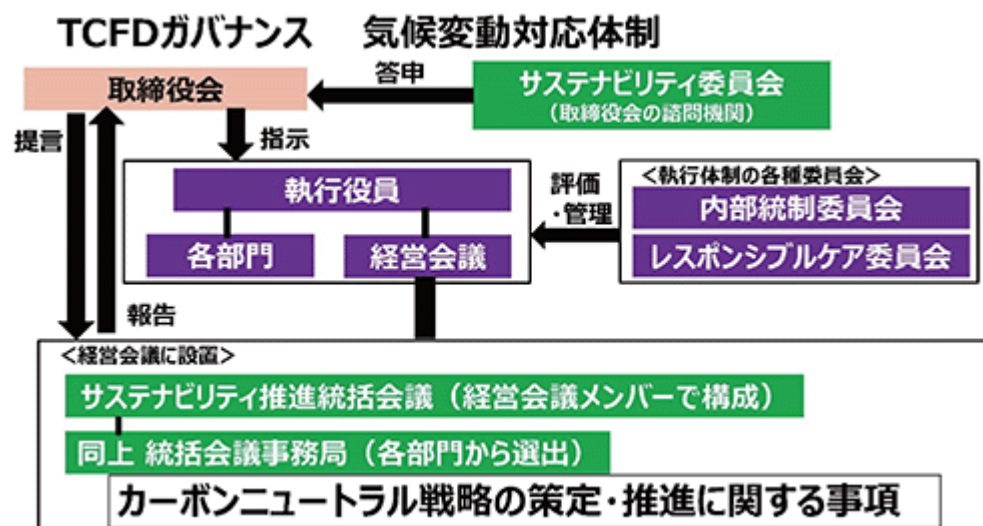 TCFDガバナンス 気候変動対応体制
取締役会
答申
サステナビリティ委員会
（取締役会の諮問機関）
提言
指示
執行役員
各部門
経営会議
評価
・管理
＜執行体制の各種委員会＞
内部統制委員会
レスポンシブルケア委員会
報告
＜経営会議に設置＞
サステナビリティ推進統括会議（経営会議メンバーで構成）
同上 統括会議事務局（各部門から選出）
カーボンニュートラル戦略の策定・推進に関する事項